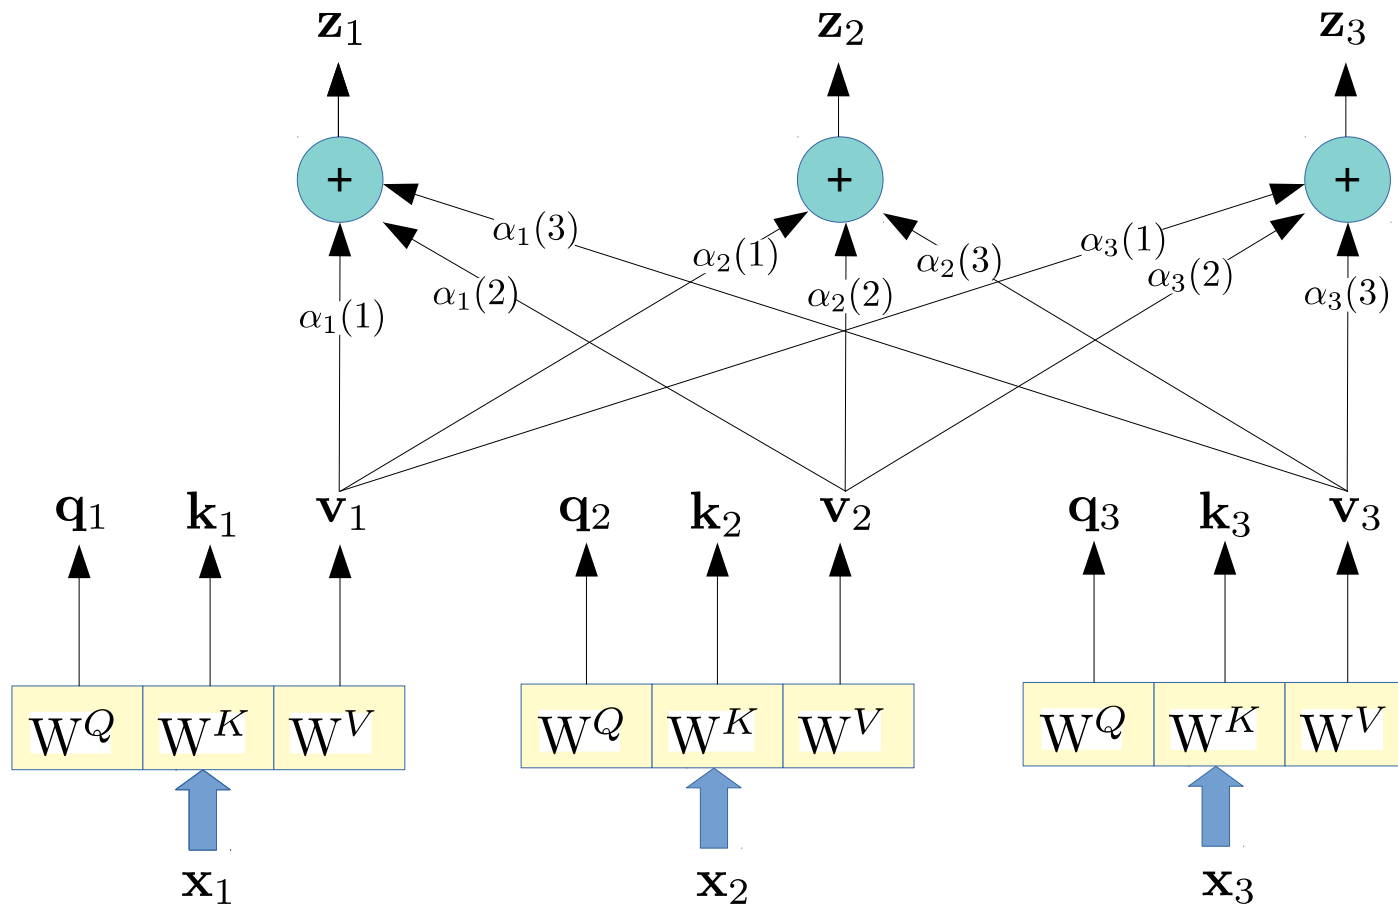 z₁ z₂ z₃
+ + +
α₁(3) α₂(1) α₂(3) α₃(1)
α₁(1) α₁(2) α₂(2) α₃(2) α₃(3)
q₁ k₁ v₁ q₂ k₂ v₂ q₃ k₃ v₃
W^Q W^K W^V W^Q W^K W^V W^Q W^K W^V
x₁ x₂ x₃